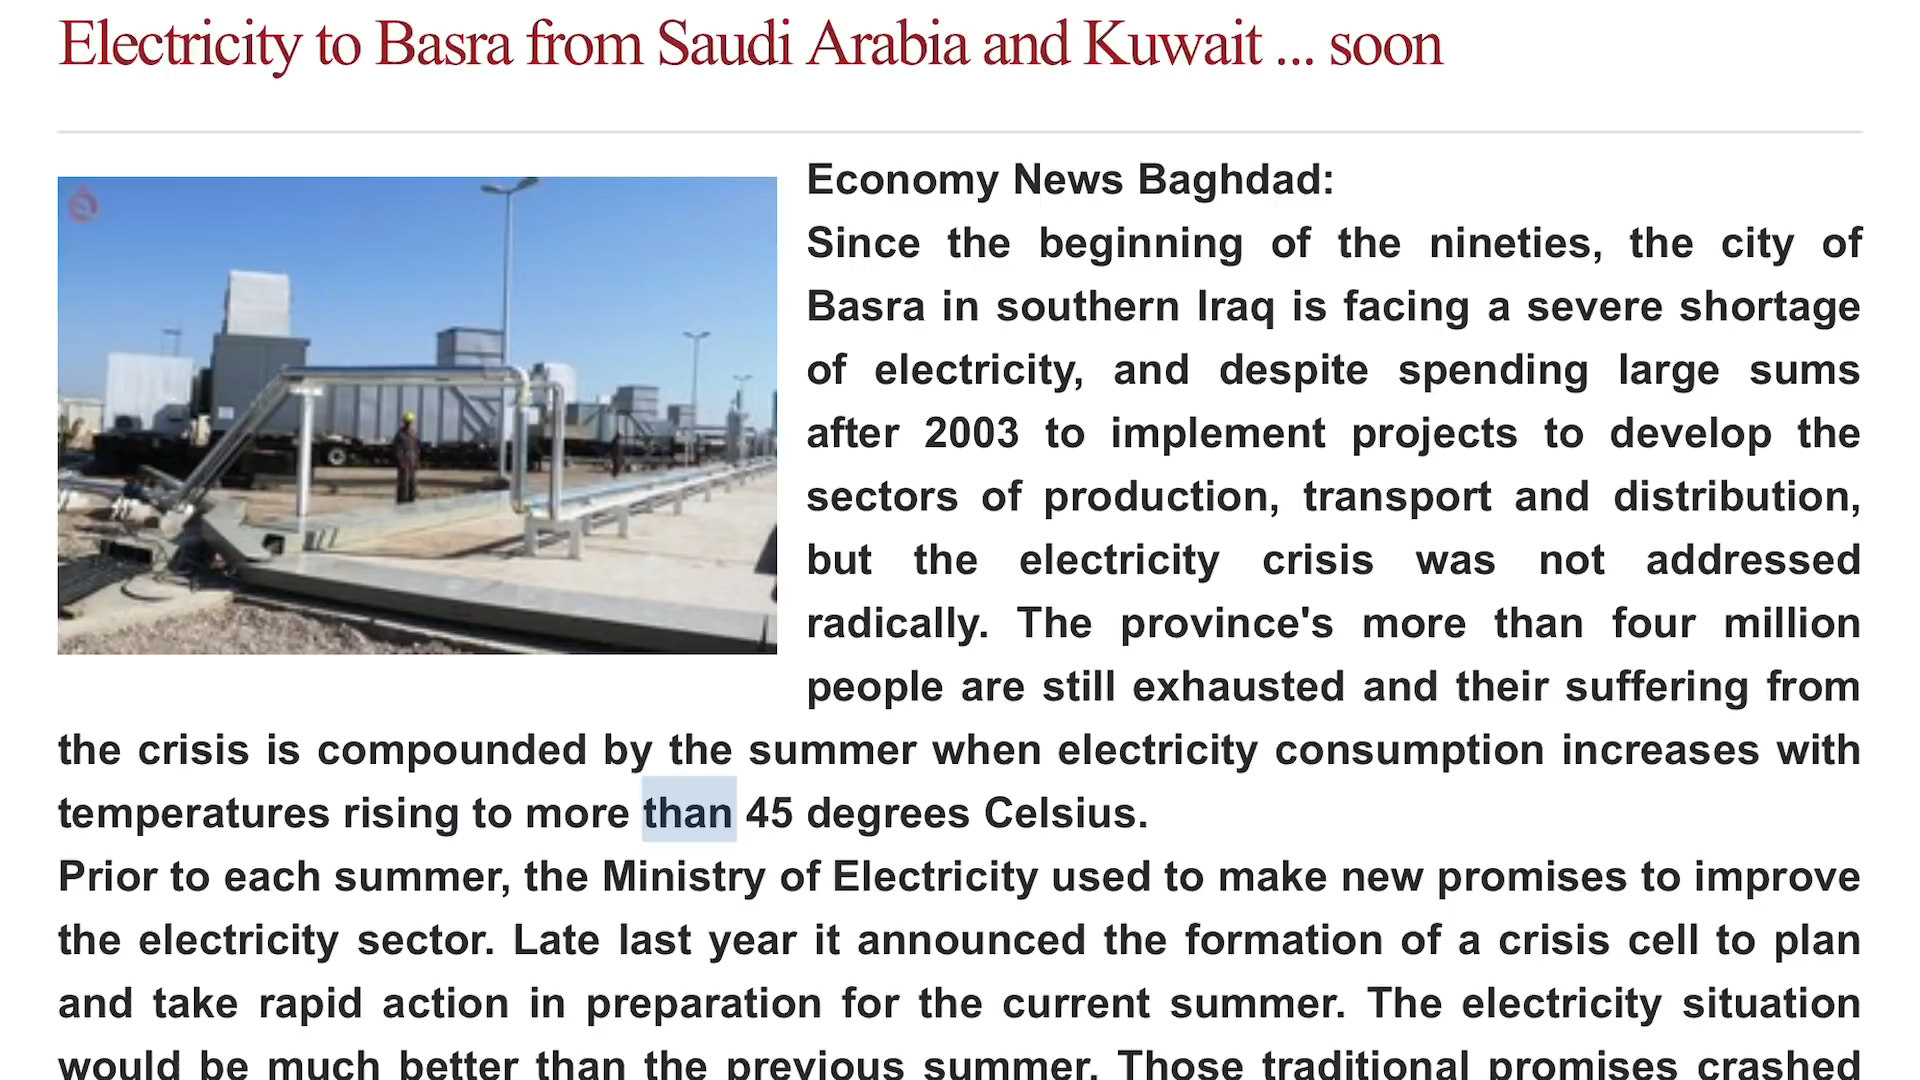 Electricity to Basra from Saudi Arabia and Kuwait ... soon
Economy News Baghdad:
Since the beginning of the nineties, the city of
Basra in southern Iraq is facing a severe shortage
of electricity, and despite spending large sums
after 2003 to implement projects to develop the
sectors of production, transport and distribution,
but the electricity crisis was not addressed
radically. The province's more than four million
people are still exhausted and their suffering from
the crisis is compounded by the summer when electricity consumption increases with
temperatures rising to more than 45 degrees Celsius.
Prior to each summer, the Ministry of Electricity used to make new promises to improve
the electricity sector. Late last year it announced the formation of a crisis cell to plan
and take rapid action in preparation for the current summer. The electricity situation
would be much better than the previous summer. Those traditional promises crashed